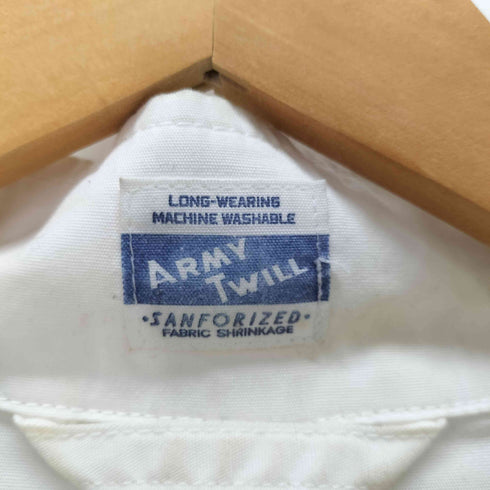 LONG-WEARING
MACHINE WASHABLE
ARMY
TWILL
•SANFORIZED•
FABRIC SHRINKAGE